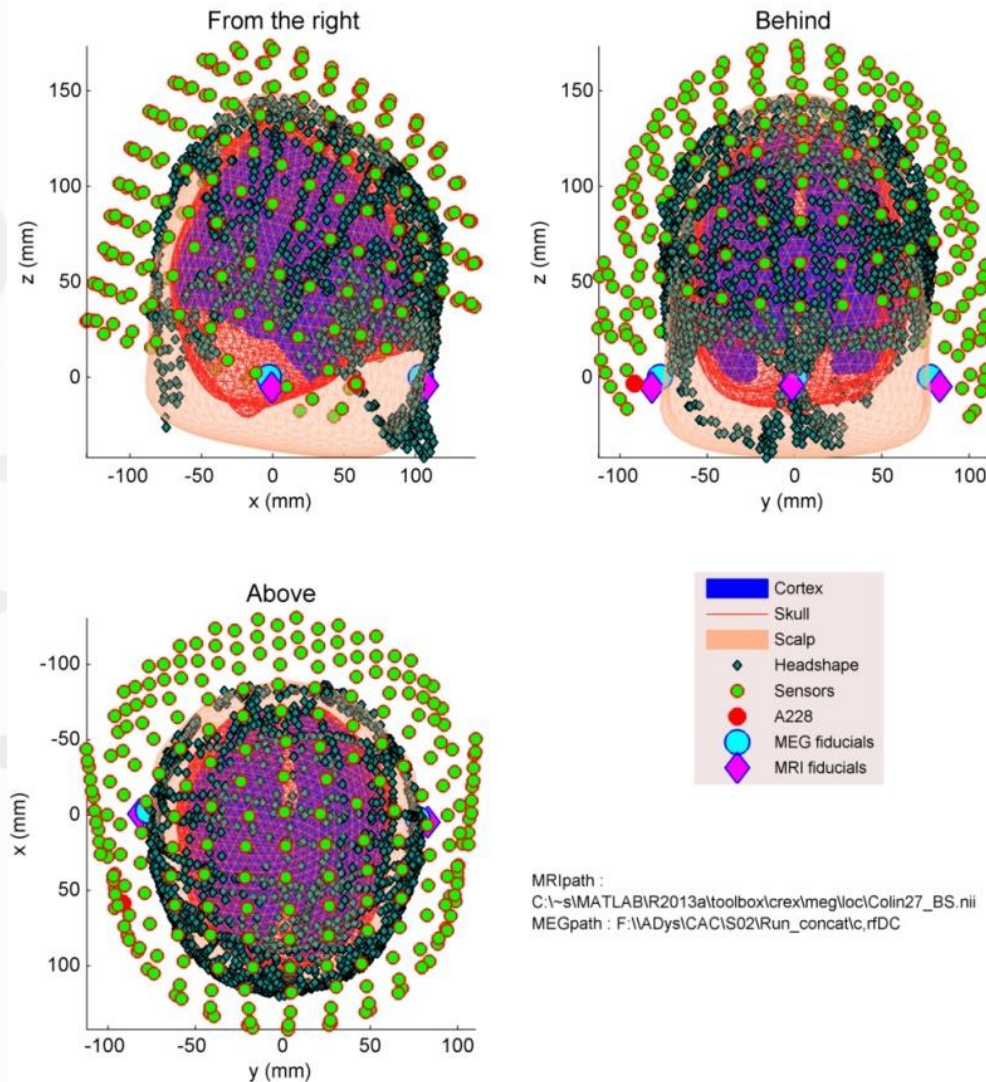 From the right
Behind
150
100
50
0
z (mm)
-100
-50
0
50
100
x (mm)
150
100
50
0
z (mm)
-100
-50
0
50
100
y (mm)
Above
-100
-50
0
50
100
x (mm)
-100
-50
0
50
100
y (mm)
Cortex
Skull
Scalp
Headshape
Sensors
A228
MEG fiducials
MRI fiducials
MRIpath :
C:\~s\MATLAB\R2013a\toolbox\crex\meg\loc\Colin27_BS.nii
MEGpath : F:\\ADys\CAC\S02\Run_concat\c,rfDC